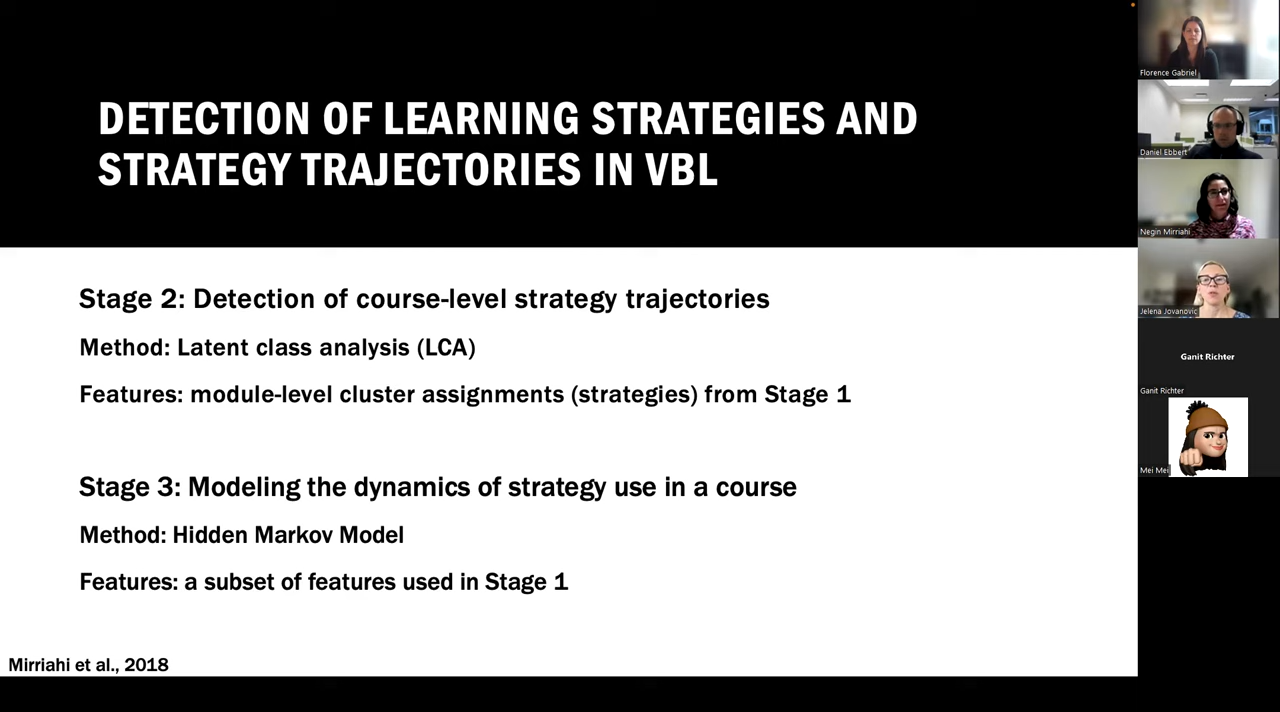 DETECTION OF LEARNING STRATEGIES AND
STRATEGY TRAJECTORIES IN VBL
Stage 2: Detection of course-level strategy trajectories
Method: Latent class analysis (LCA)
Features: module-level cluster assignments (strategies) from Stage 1
Stage 3: Modeling the dynamics of strategy use in a course
Method: Hidden Markov Model
Features: a subset of features used in Stage 1
Mirriahi et al., 2018
Florence Gabriel
Daniel Ebbert
Negin Mirriahi
Jelena Jovanovic
Ganit Richter
Ganit Richter
Mei Mei